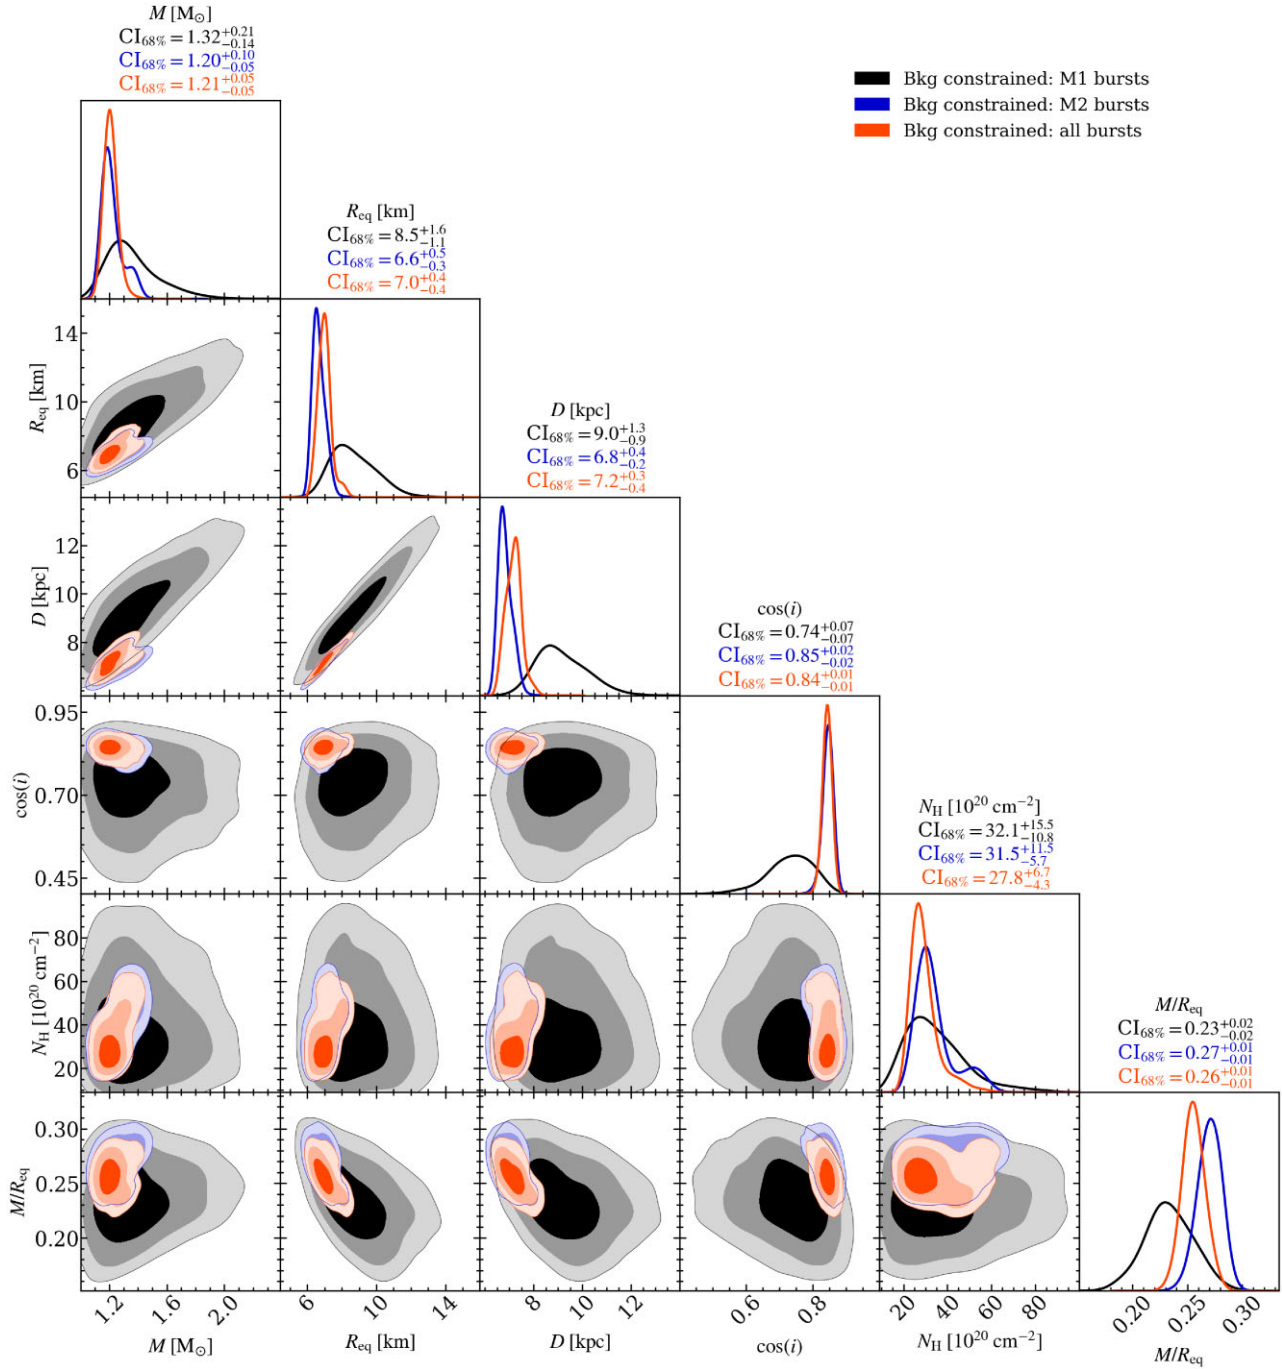 M [M⊙]
CI68% = 1.32+0.21−0.14
CI68% = 1.20+0.10−0.05
CI68% = 1.21+0.05−0.05
Bkg constrained: M1 bursts
Bkg constrained: M2 bursts
Bkg constrained: all bursts
Req [km]
CI68% = 8.5+1.6−1.1
CI68% = 6.6+0.5−0.3
CI68% = 7.0+0.4−0.4
14
10
6
Req [km]
D [kpc]
CI68% = 9.0+1.3−0.9
CI68% = 6.8+0.4−0.2
CI68% = 7.2+0.3−0.4
12
10
8
D [kpc]
cos(i)
CI68% = 0.74+0.07−0.07
CI68% = 0.85+0.02−0.02
CI68% = 0.84+0.01−0.01
0.95
0.70
0.45
cos(i)
NH [10²⁰ cm⁻²]
CI68% = 32.1+15.5−10.8
CI68% = 31.5+11.5−5.7
CI68% = 27.8+6.7−4.3
80
60
40
20
NH [10²⁰ cm⁻²]
M/Req
CI68% = 0.23+0.02−0.02
CI68% = 0.27+0.01−0.01
CI68% = 0.26+0.01−0.01
0.30
0.25
0.20
M/Req
1.2 1.6 2.0
6 10 14
8 10 12
0.6 0.8
20 40 60 80
0.20 0.25 0.30
M [M⊙]
Req [km]
D [kpc]
cos(i)
NH [10²⁰ cm⁻²]
M/Req